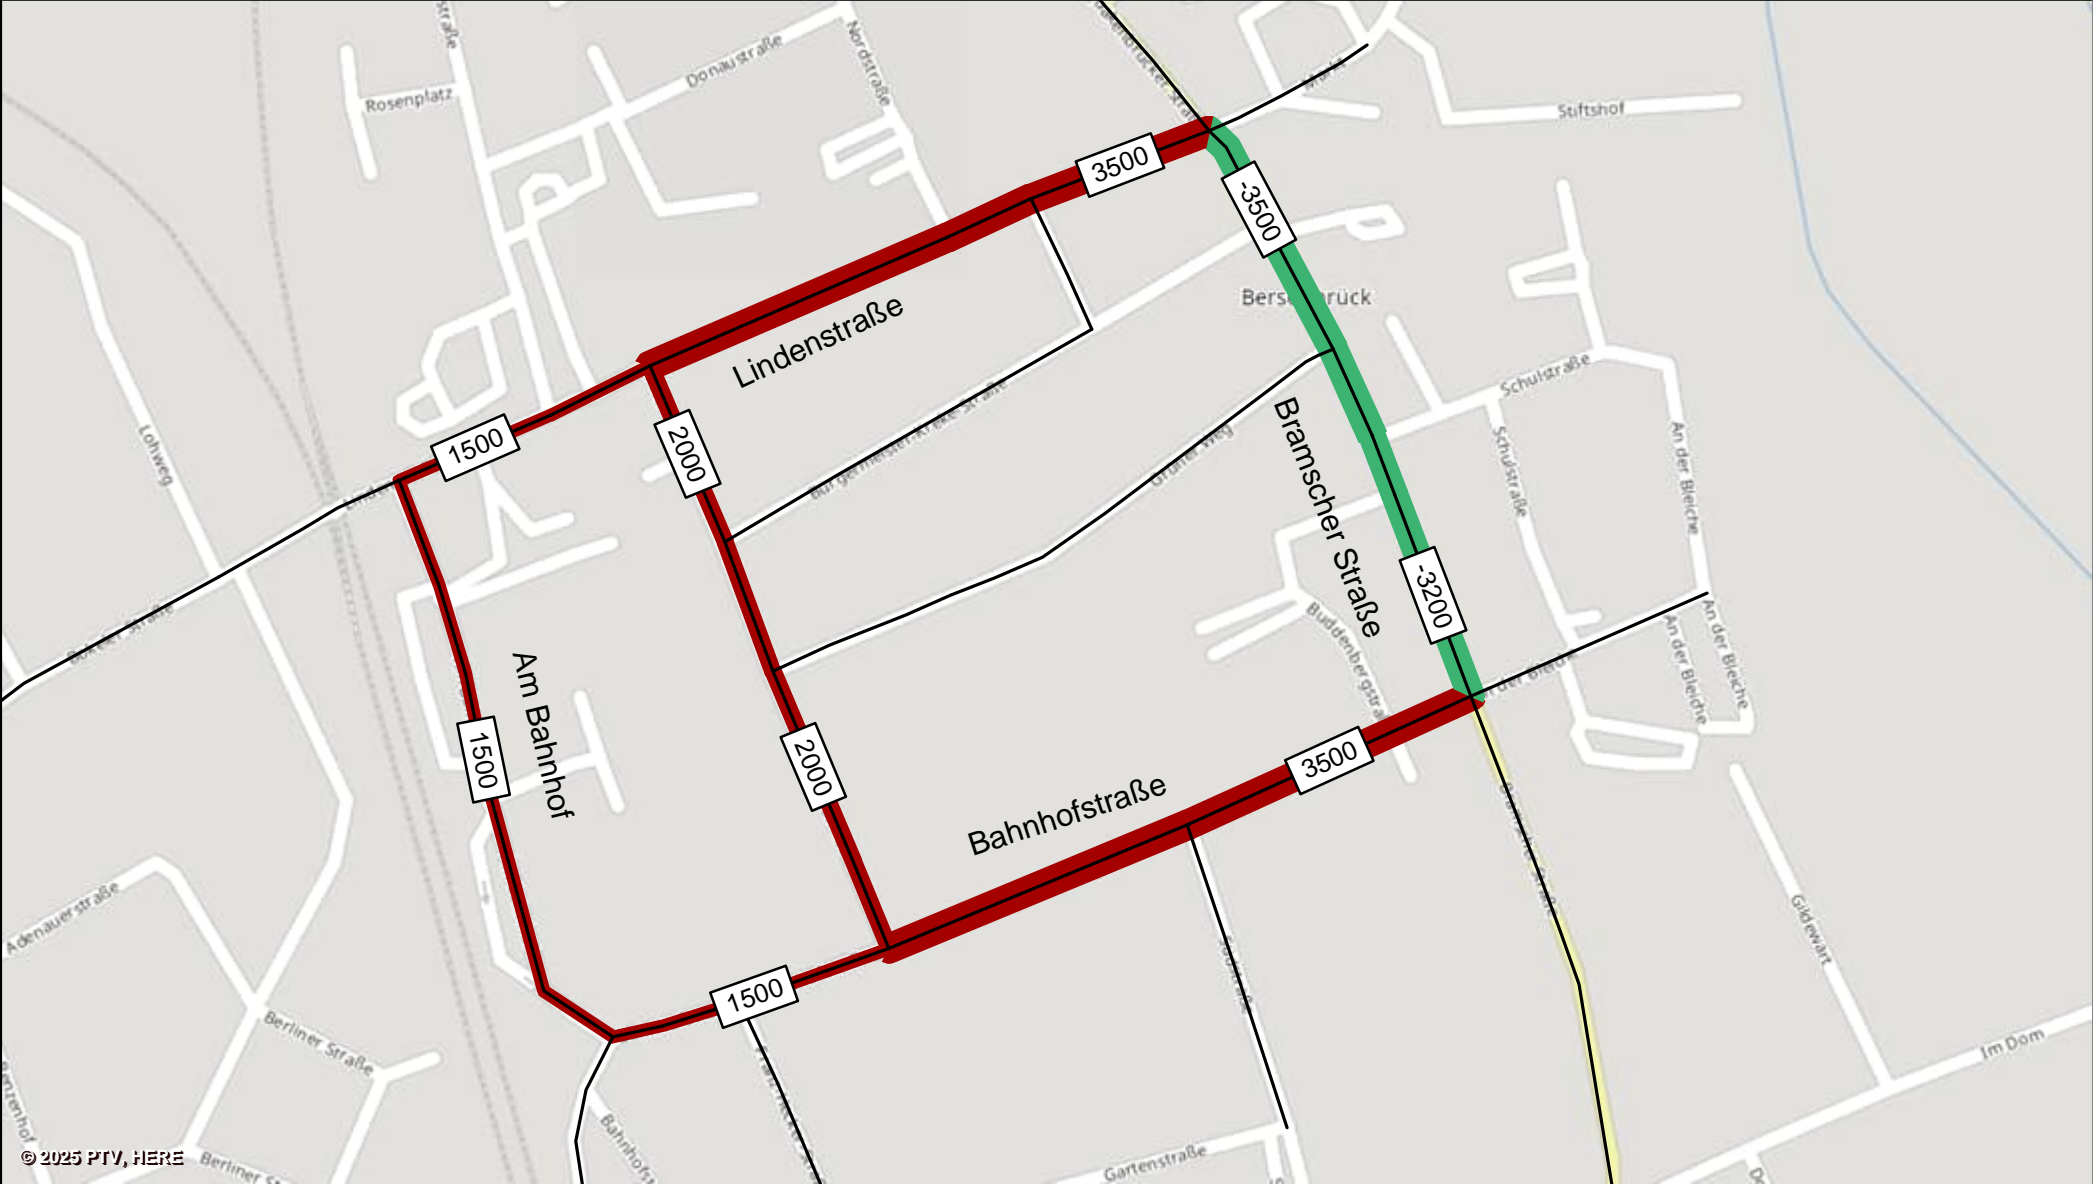 Donaustraße
Nordstraße
Rosenplatz
Markt
Stiftshof
3500
-3500
Lindenstraße
Schulstraße
An der Bleiche
Lohweg
1500
2000
Bramscher Straße
Schulstraße
-3200
Am Bahnhof
An der Bleiche
An der Bleiche
1500
2000
3500
Bahnhofstraße
Adenauerstraße
Gildewart
1500
Berliner Straße
Im Dom
Gartenstraße
© 2025 PTV, HERE